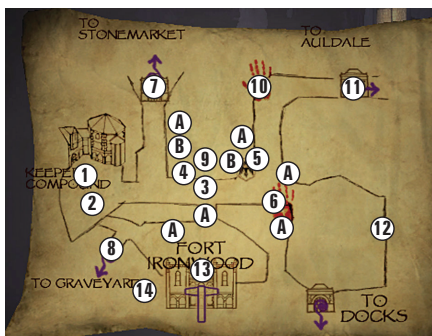 TO
STONEMARKET
TO
AULDALE
7
10
11
A
A
B
9
B
5
4
KEEPER
COMPOUND
1
3
A
2
A
6
A
A
12
8
FORT
IRONWOOD
13
TO GRAVEYARD
14
TO
DOCKS